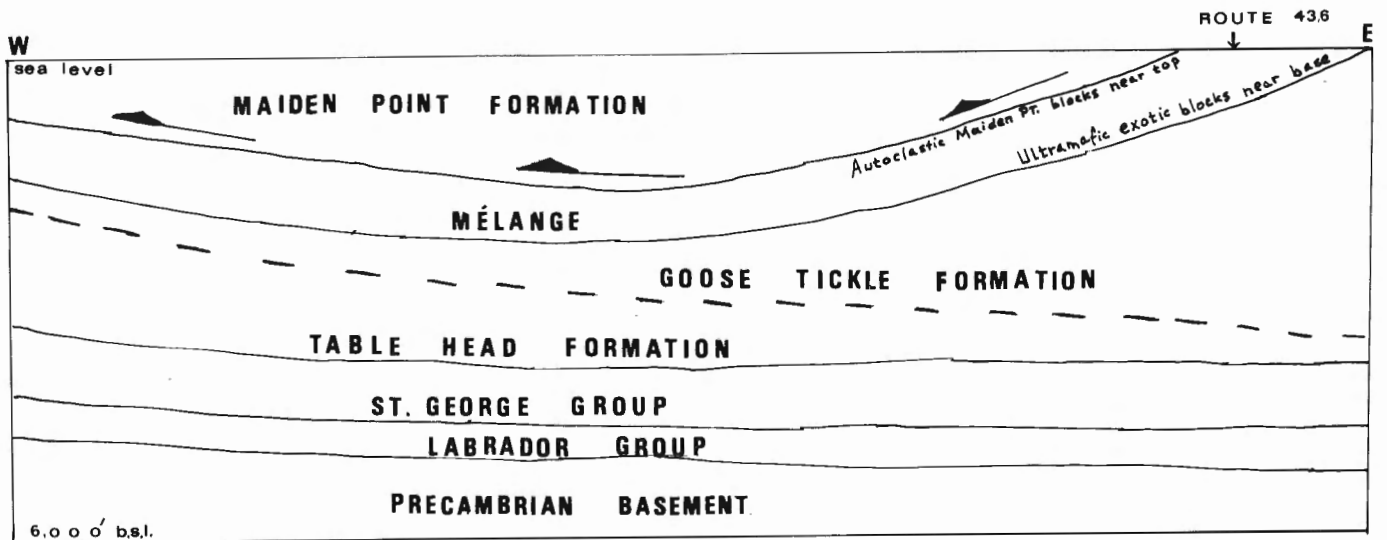 ROUTE 43,6
W
E
sea level
MAIDEN POINT FORMATION
Autoclastic Maiden Pt. blocks near top
Ultramafic exotic blocks near base
MÉLANGE
GOOSE TICKLE FORMATION
TABLE HEAD FORMATION
ST. GEORGE GROUP
LABRADOR GROUP
PRECAMBRIAN BASEMENT
6,000' b.s.l.